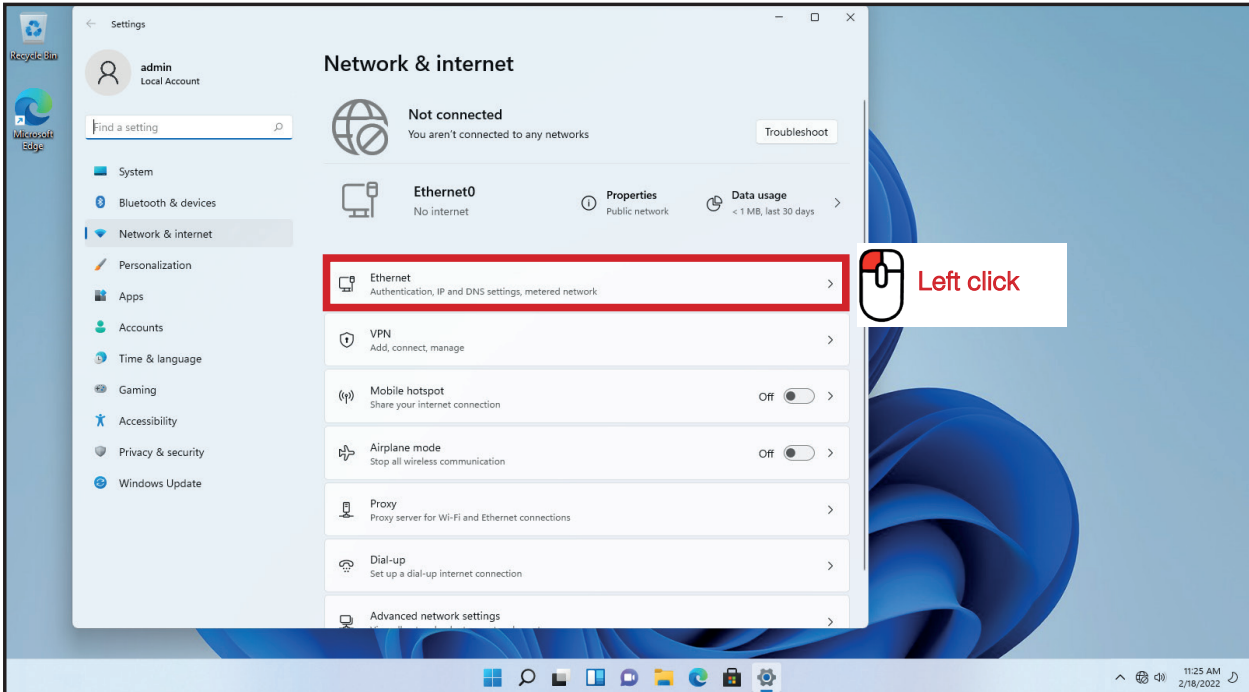 Recycle Bin
Microsoft
Edge
Settings
admin
Local Account
Find a setting
System
Bluetooth & devices
Network & internet
Personalization
Apps
Accounts
Time & language
Gaming
Accessibility
Privacy & security
Windows Update
Network & internet
Not connected
You aren't connected to any networks
Troubleshoot
Ethernet0
No internet
Properties
Public network
Data usage
< 1 MB, last 30 days
Ethernet
Authentication, IP and DNS settings, metered network
Left click
VPN
Add, connect, manage
Mobile hotspot
Share your internet connection
Off
Airplane mode
Stop all wireless communication
Off
Proxy
Proxy server for Wi-Fi and Ethernet connections
Dial-up
Set up a dial-up internet connection
Advanced network settings
11:25 AM
2/18/2022